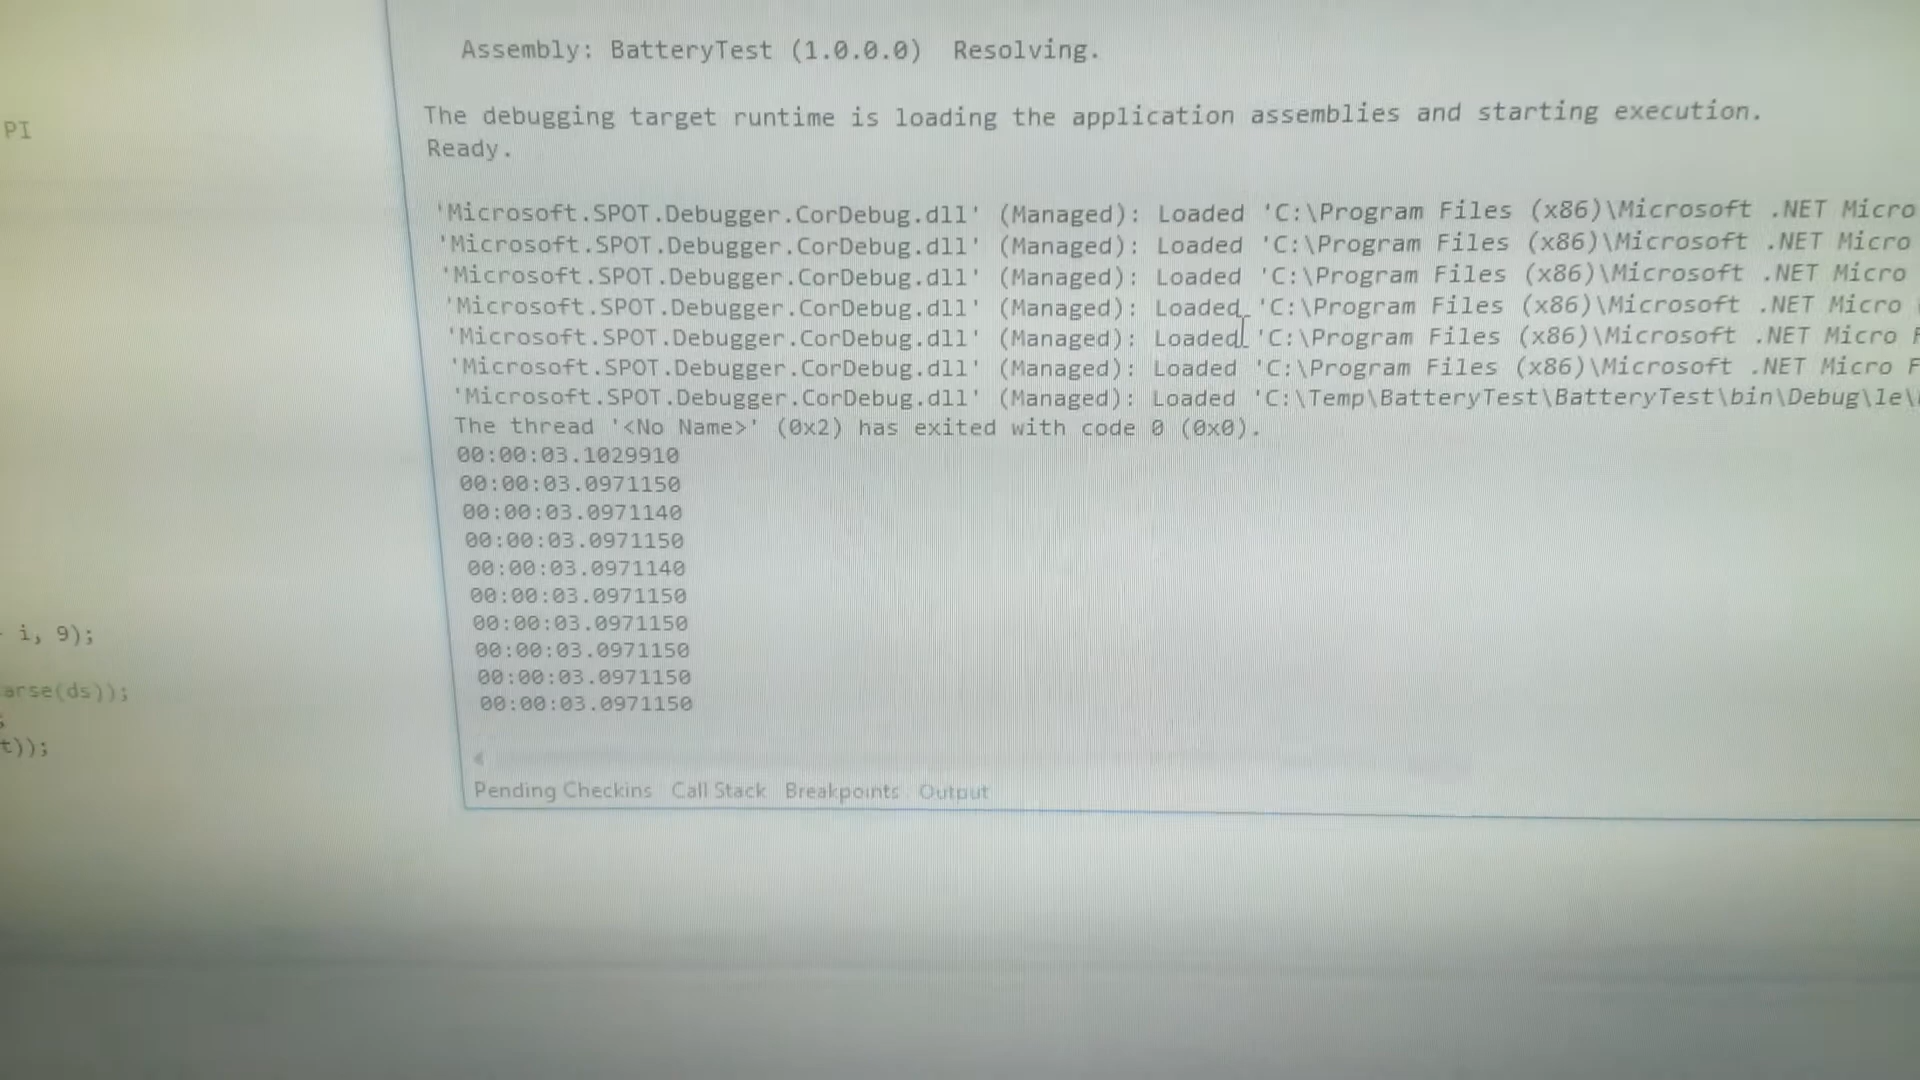 Assembly: BatteryTest (1.0.0.0)  Resolving.
The debugging target runtime is loading the application assemblies and starting execution.
Ready.
'Microsoft.SPOT.Debugger.CorDebug.dll' (Managed): Loaded 'C:\Program Files (x86)\Microsoft .NET Micro
'Microsoft.SPOT.Debugger.CorDebug.dll' (Managed): Loaded 'C:\Program Files (x86)\Microsoft .NET Micro
'Microsoft.SPOT.Debugger.CorDebug.dll' (Managed): Loaded 'C:\Program Files (x86)\Microsoft .NET Micro
'Microsoft.SPOT.Debugger.CorDebug.dll' (Managed): Loaded 'C:\Program Files (x86)\Microsoft .NET Micro
'Microsoft.SPOT.Debugger.CorDebug.dll' (Managed): Loaded 'C:\Program Files (x86)\Microsoft .NET Micro F
'Microsoft.SPOT.Debugger.CorDebug.dll' (Managed): Loaded 'C:\Program Files (x86)\Microsoft .NET Micro F
'Microsoft.SPOT.Debugger.CorDebug.dll' (Managed): Loaded 'C:\Temp\BatteryTest\BatteryTest\bin\Debug\le\
The thread '<No Name>' (0x2) has exited with code 0 (0x0).
00:00:03.1029910
00:00:03.0971150
00:00:03.0971140
00:00:03.0971150
00:00:03.0971140
00:00:03.0971150
00:00:03.0971150
00:00:03.0971150
00:00:03.0971150
00:00:03.0971150
Pending Checkins Call Stack Breakpoints Output
PI
i, 9);
arse(ds));
t));